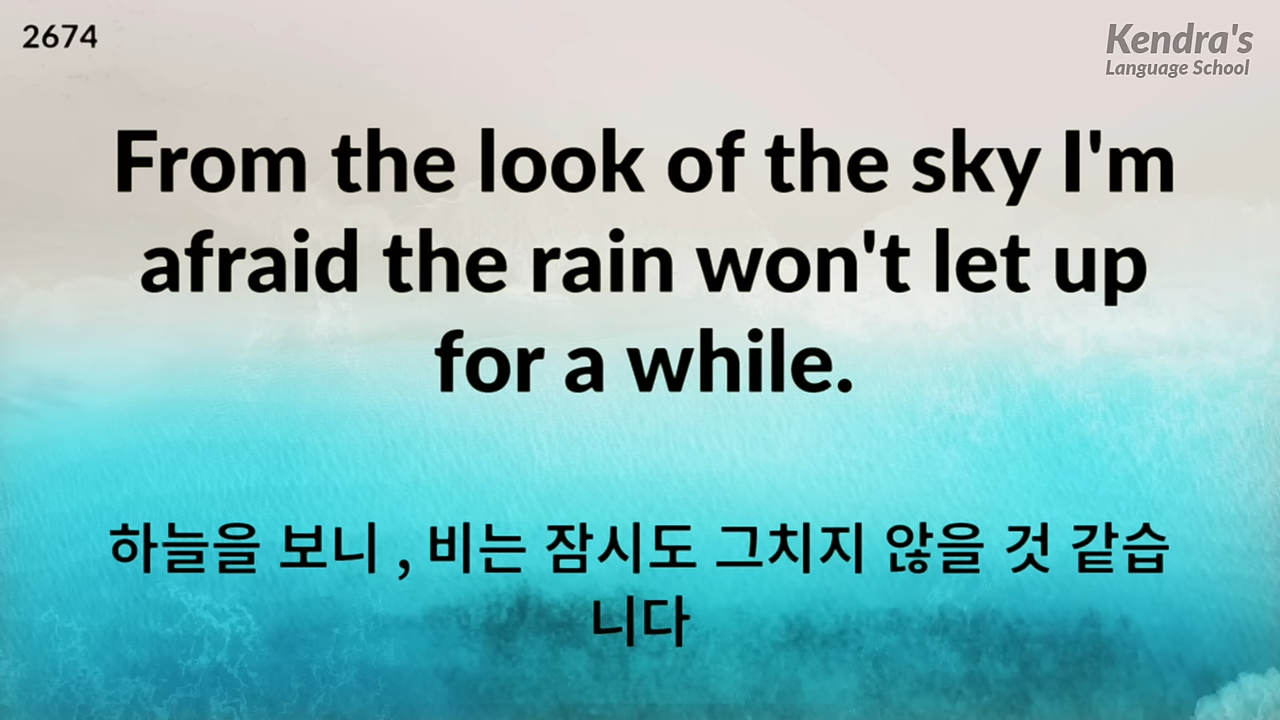 2674
Kendra's
Language School
From the look of the sky I'm
afraid the rain won't let up
for a while.
하늘을 보니 , 비는 잠시도 그치지 않을 것 같습
니다